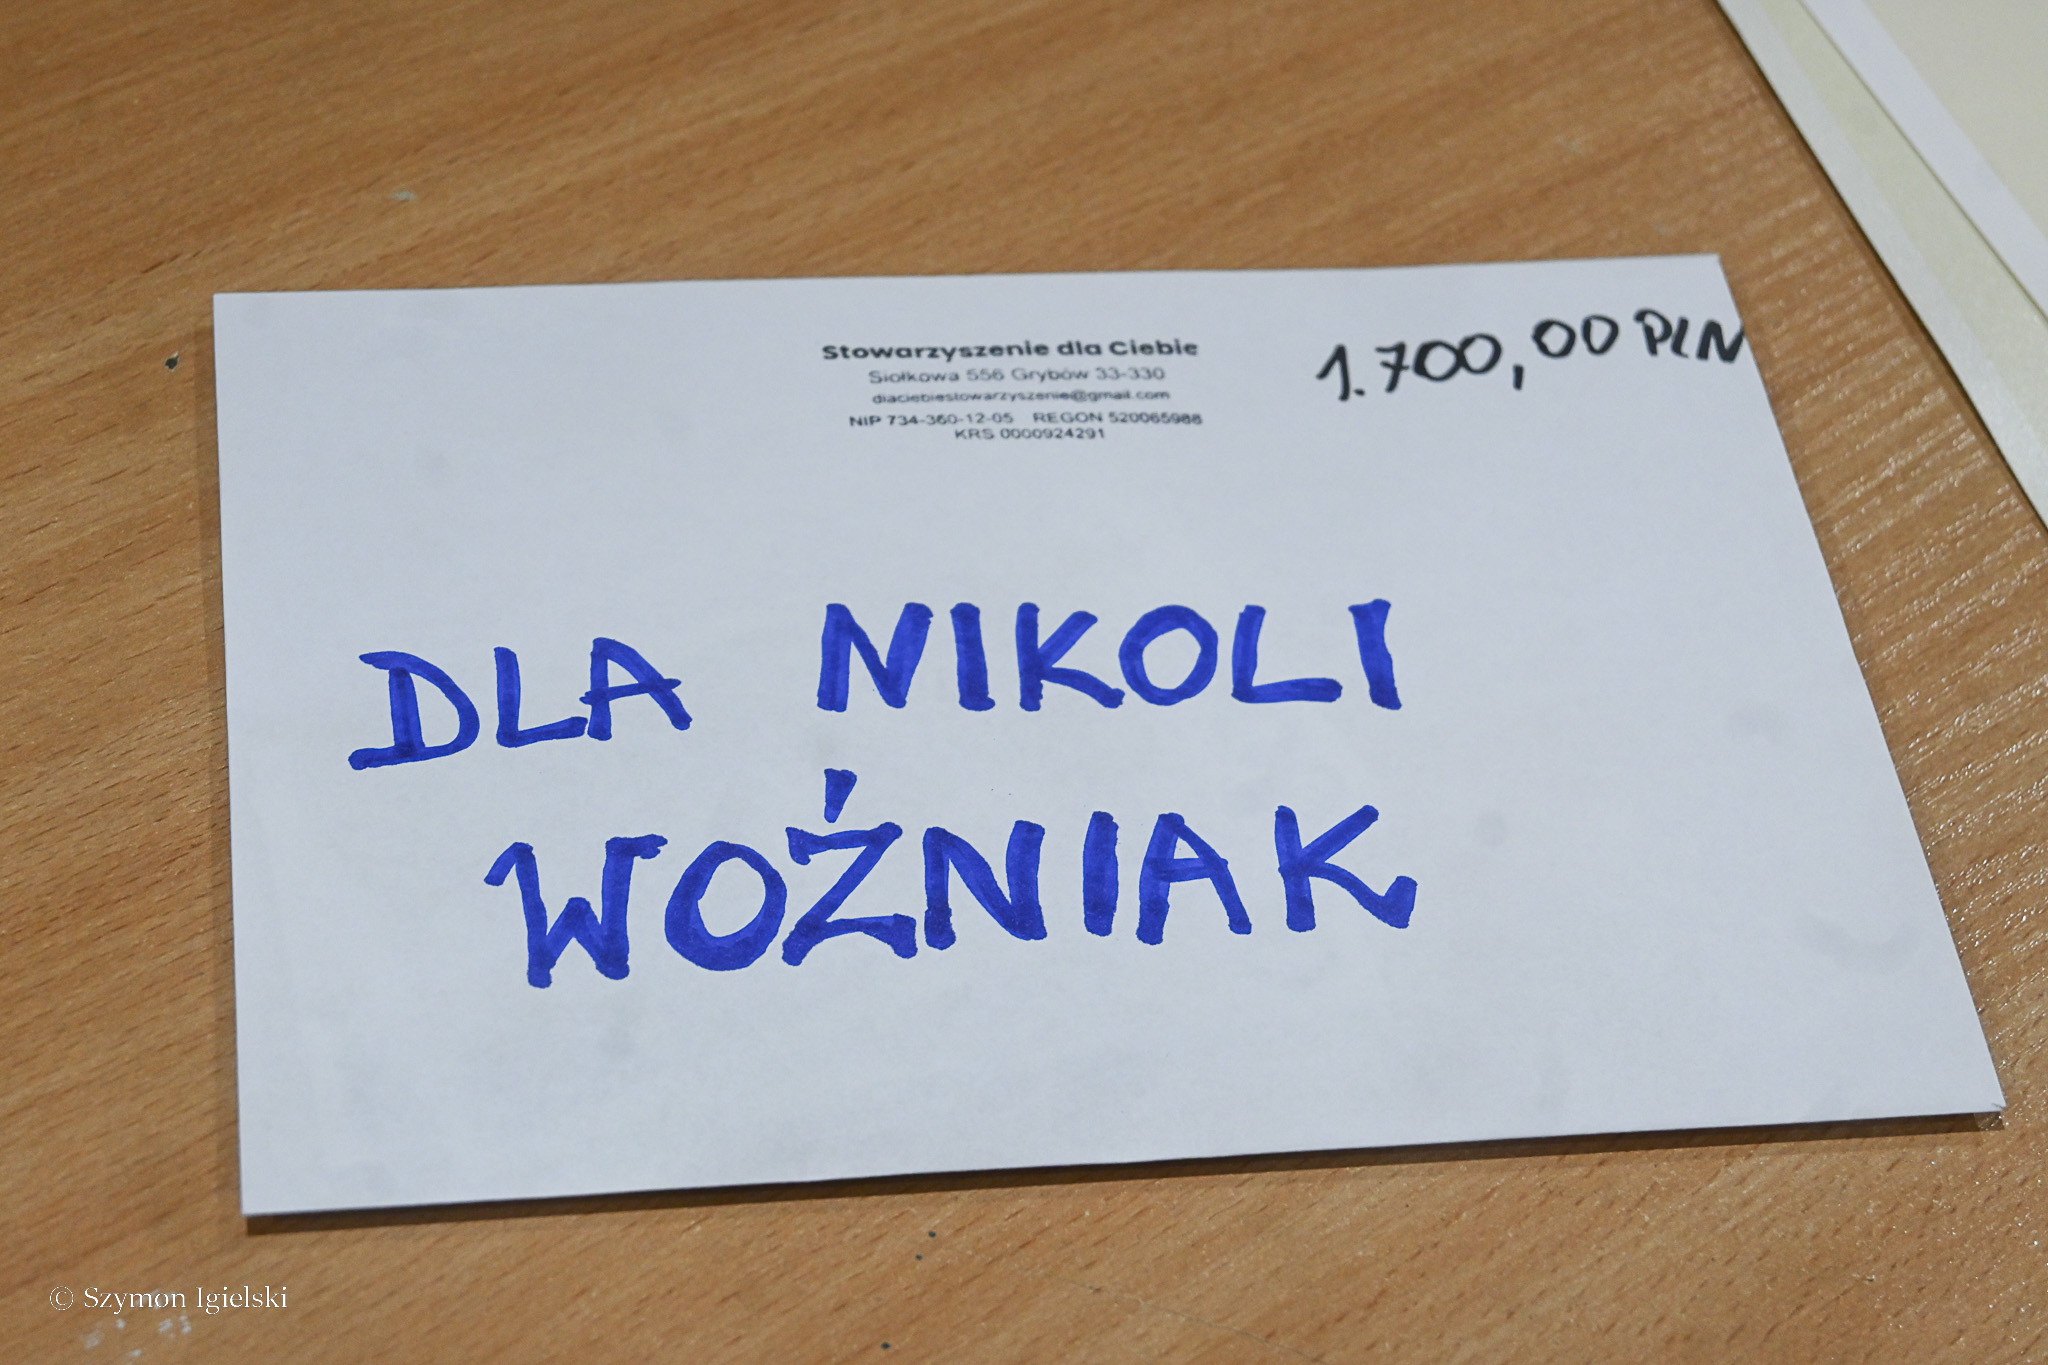 Stowarzyszenie dla Ciebie
Siołkowa 556 Grybów 33-330
dlaciebiestowarzyszenie@gmail.com
NIP 734-360-12-05 REGON 520065988
KRS 0000924291
1.700,00 PLN
DLA NIKOLI
WOŹNIAK
© Szymon Igielski